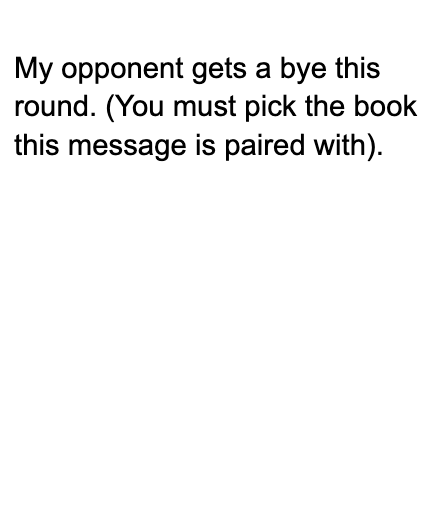 My opponent gets a bye this
round. (You must pick the book
this message is paired with).